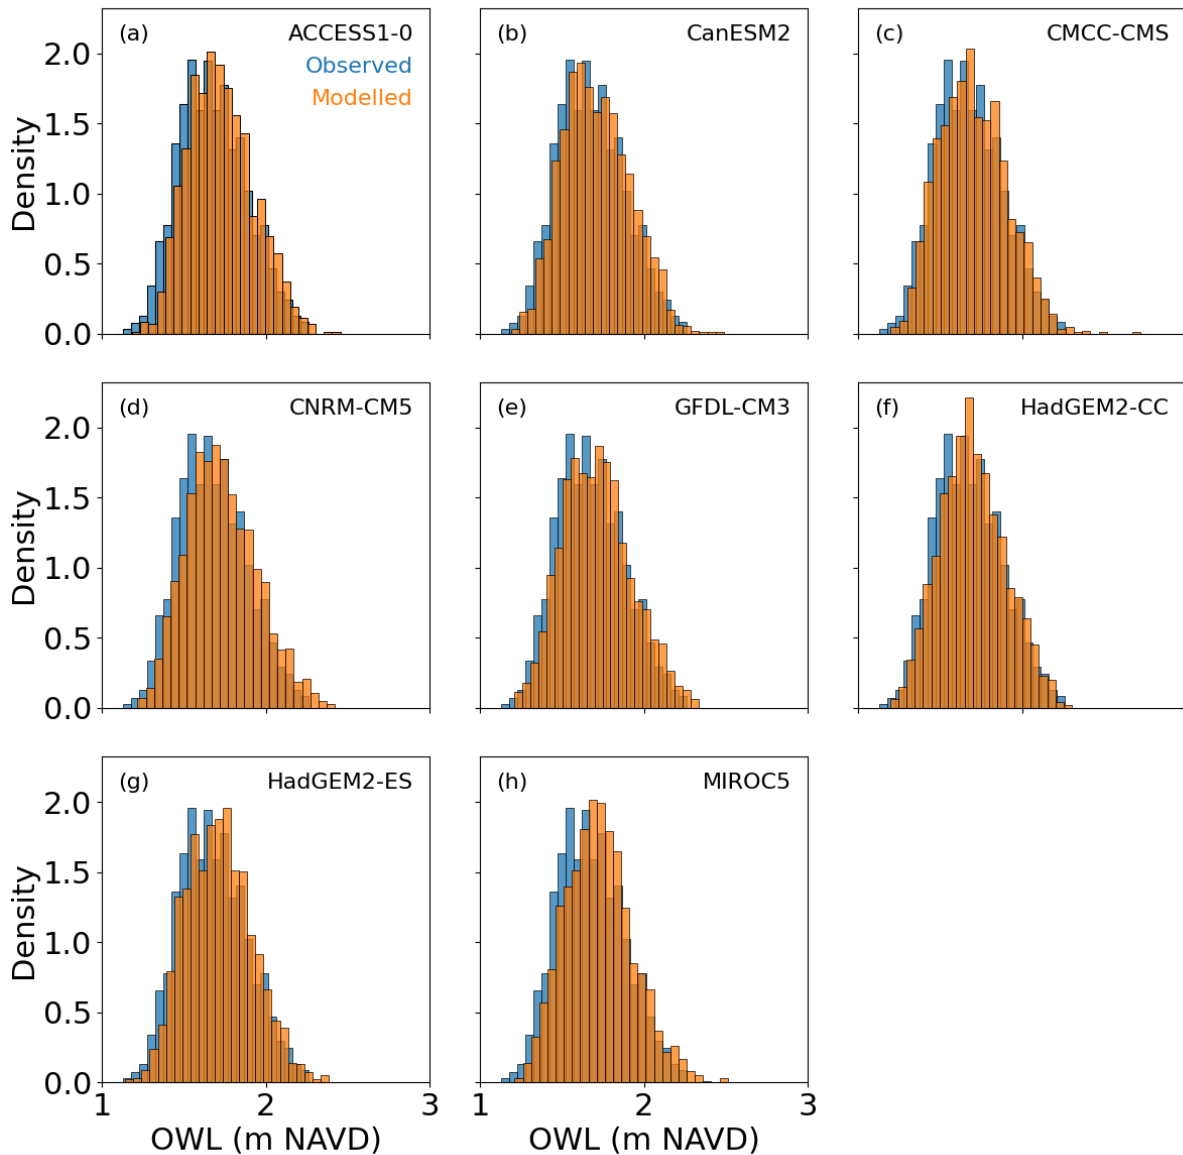 (a) ACCESS1-0
Observed
Modelled
(b) CanESM2
(c) CMCC-CMS
2.0
1.5
1.0
0.5
0.0
Density
(d) CNRM-CM5
(e) GFDL-CM3
(f) HadGEM2-CC
2.0
1.5
1.0
0.5
0.0
Density
(g) HadGEM2-ES
(h) MIROC5
2.0
1.5
1.0
0.5
0.0
Density
1 2 3
OWL (m NAVD)
1 2 3
OWL (m NAVD)